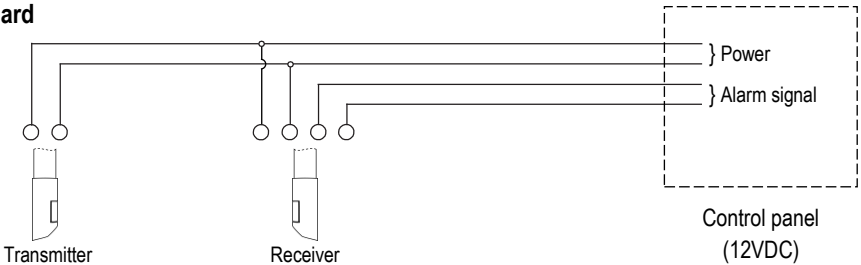 ard
} Power
} Alarm signal
Transmitter
Receiver
Control panel
(12VDC)